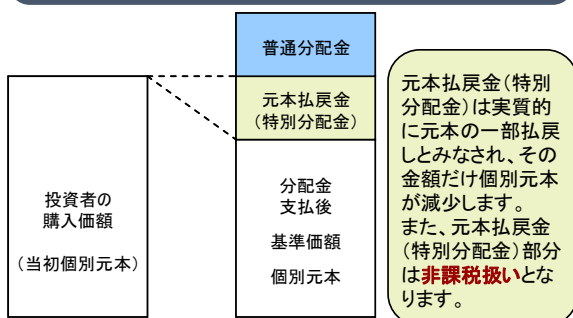 普通分配金
元本払戻金
(特別分配金)
投資者の
購入価額
(当初個別元本)
分配金
支払後
基準価額
個別元本
元本払戻金(特別
分配金)は実質的
に元本の一部払戻
しとみなされ、その
金額だけ個別元本
が減少します。
また、元本払戻金
(特別分配金)部分
は非課税扱いとな
ります。